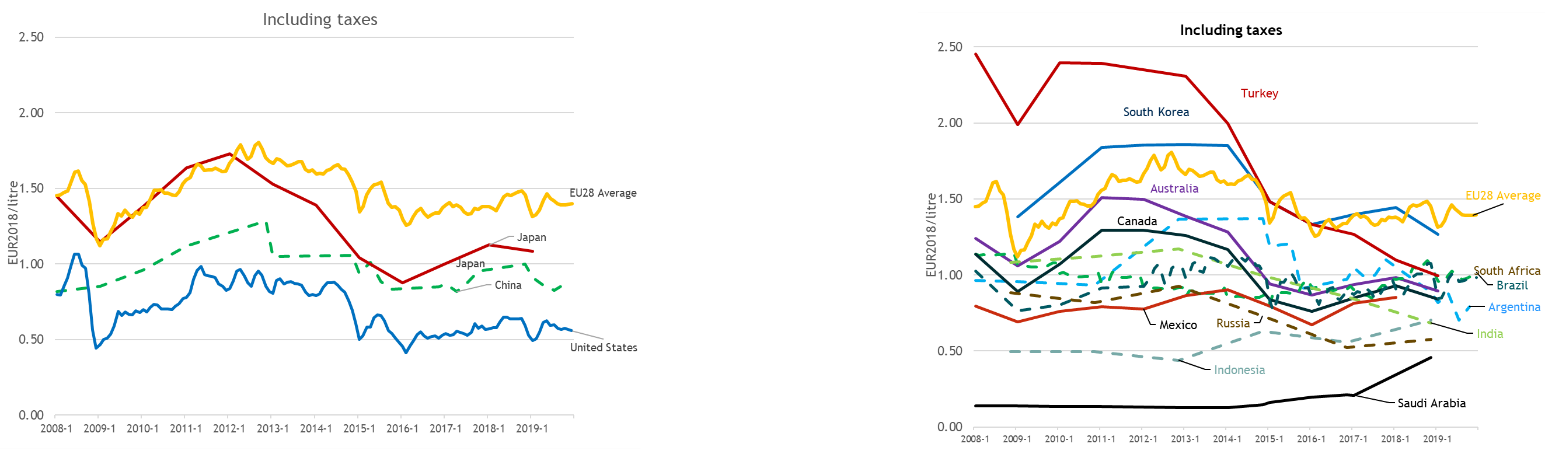 Including taxes
2.50
2.00
1.50
1.00
0.50
0.00
EUR2018/litre
EU28 Average
Japan
Japan
China
United States
2008-1 2009-1 2010-1 2011-1 2012-1 2013-1 2014-1 2015-1 2016-1 2017-1 2018-1 2019-1
Including taxes
2.50
2.00
1.50
1.00
0.50
0.00
EUR2018/litre
Turkey
South Korea
Australia
EU28 Average
Canada
South Africa
Brazil
Argentina
Mexico
Russia
India
Indonesia
Saudi Arabia
2008-1 2009-1 2010-1 2011-1 2012-1 2013-1 2014-1 2015-1 2016-1 2017-1 2018-1 2019-1